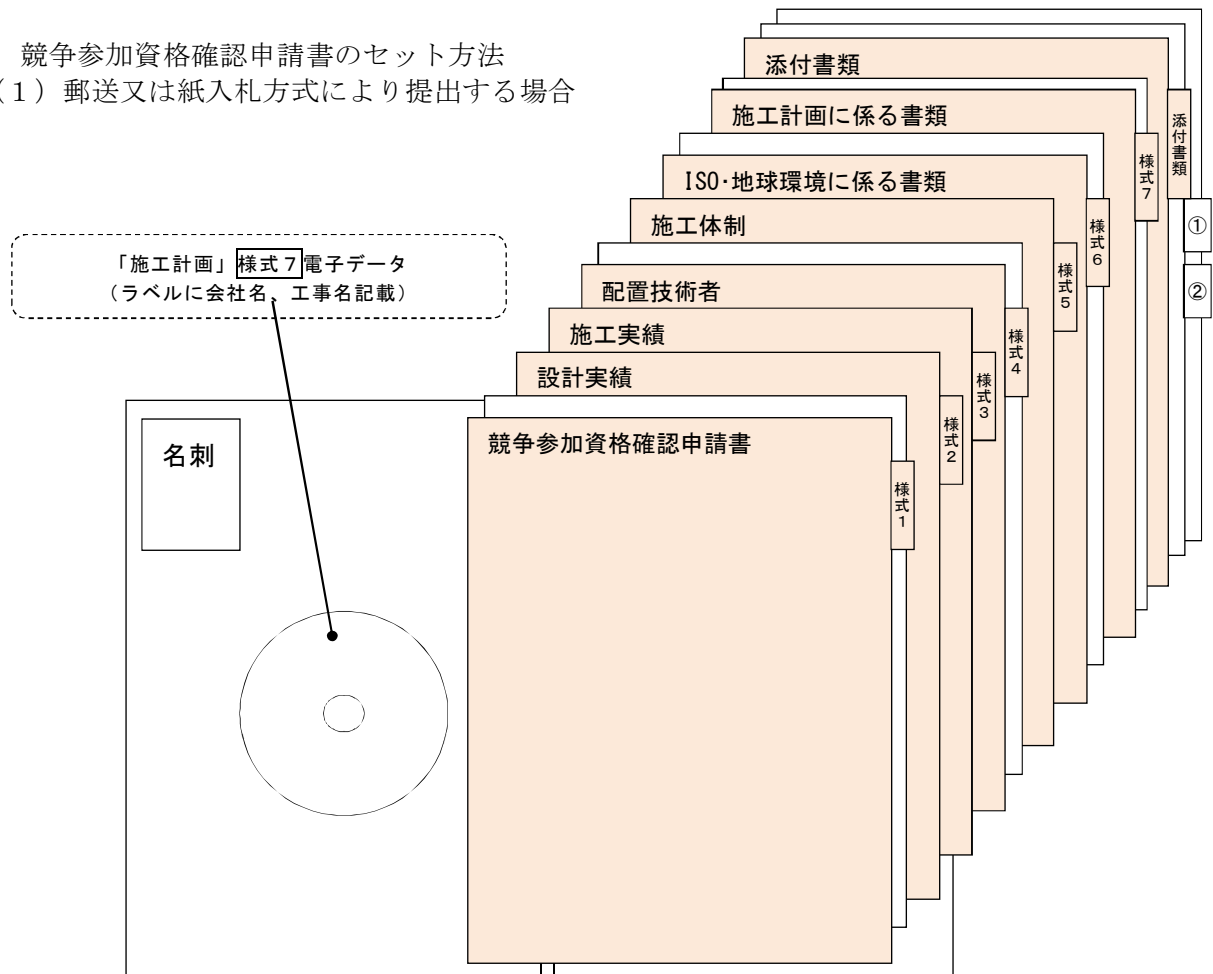 競争参加資格確認申請書のセット方法
(1)郵送又は紙入札方式により提出する場合
「施工計画」様式7電子データ
(ラベルに会社名、工事名記載)
名刺
添付書類
施工計画に係る書類
ISO・地球環境に係る書類
施工体制
配置技術者
施工実績
設計実績
競争参加資格確認申請書
様式1
様式2
様式3
様式4
様式5
様式6
様式7
添付書類
①
②